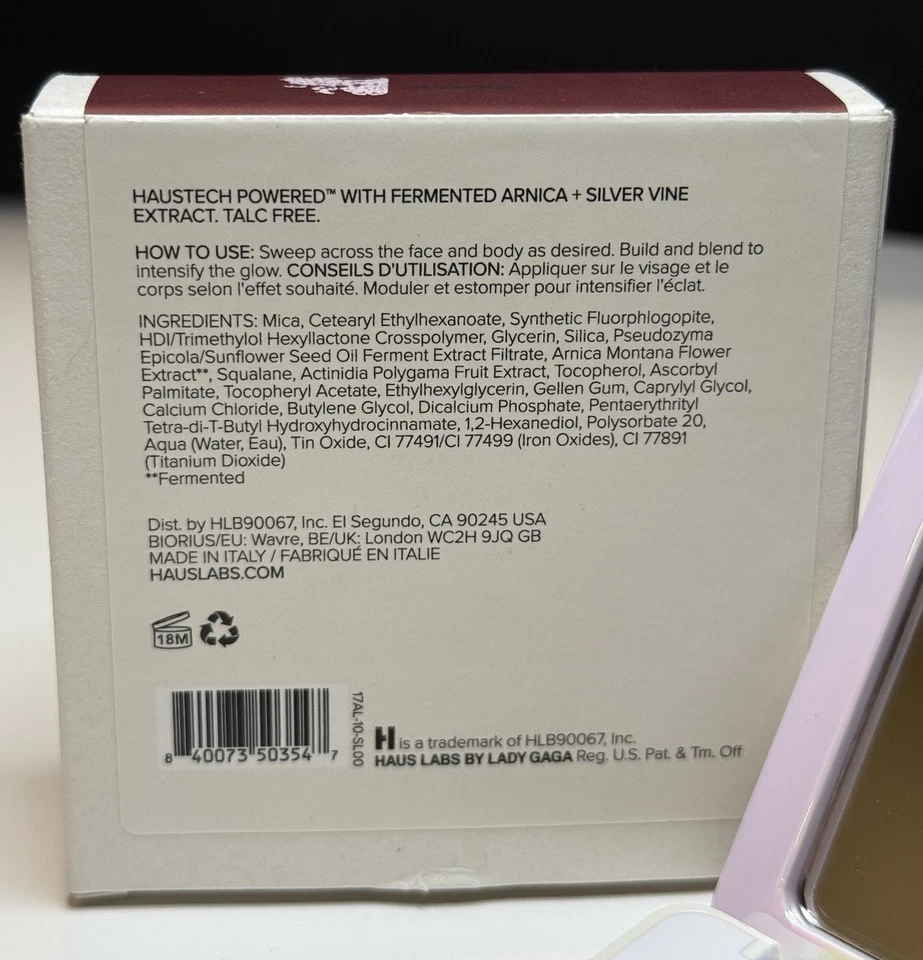 HAUSTECH POWERED™ WITH FERMENTED ARNICA + SILVER VINE
EXTRACT. TALC FREE.
HOW TO USE: Sweep across the face and body as desired. Build and blend to
intensify the glow. CONSEILS D'UTILISATION: Appliquer sur le visage et le
corps selon l'effet souhaité. Moduler et estomper pour intensifier l'éclat.
INGREDIENTS: Mica, Cetearyl Ethylhexanoate, Synthetic Fluorphlogopite,
HDI/Trimethylol Hexyllactone Crosspolymer, Glycerin, Silica, Pseudozyma
Epicola/Sunflower Seed Oil Ferment Extract Filtrate, Arnica Montana Flower
Extract**, Squalane, Actinidia Polygama Fruit Extract, Tocopherol, Ascorbyl
Palmitate, Tocopheryl Acetate, Ethylhexylglycerin, Gellen Gum, Caprylyl Glycol,
Calcium Chloride, Butylene Glycol, Dicalcium Phosphate, Pentaerythrityl
Tetra-di-T-Butyl Hydroxyhydrocinnamate, 1,2-Hexanediol, Polysorbate 20,
Aqua (Water, Eau), Tin Oxide, CI 77491/CI 77499 (Iron Oxides), CI 77891
(Titanium Dioxide)
**Fermented
Dist. by HLB90067, Inc. El Segundo, CA 90245 USA
BIORIUS/EU: Wavre, BE/UK: London WC2H 9JQ GB
MADE IN ITALY / FABRIQUÉ EN ITALIE
HAUSLABS.COM
18M
8 40073 50354 7
17AL-10-SL00
H is a trademark of HLB90067, Inc.
HAUS LABS BY LADY GAGA Reg. U.S. Pat. & Tm. Off